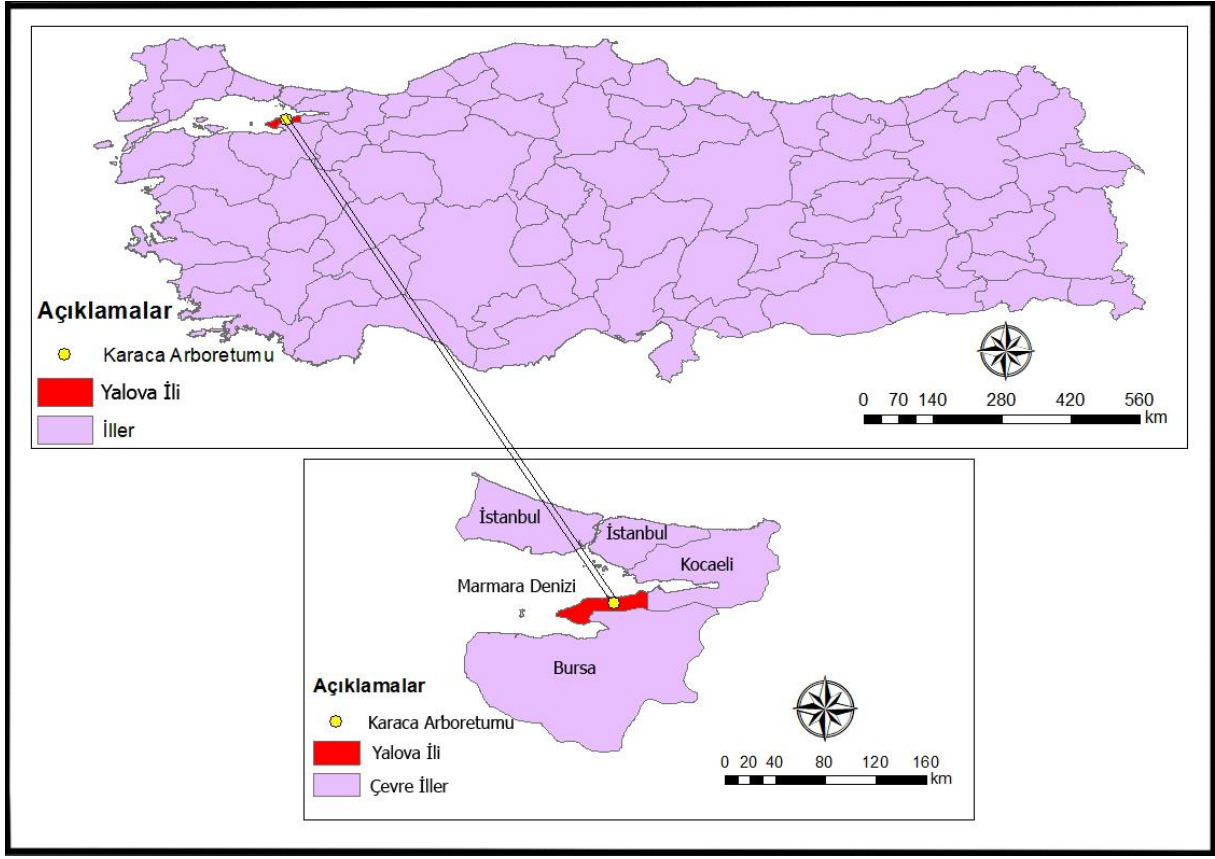 Açıklamalar
Karaca Arboretumu
Yalova İli
İller
0 70 140 280 420 560
km
İstanbul
İstanbul
Kocaeli
Marmara Denizi
Bursa
Açıklamalar
Karaca Arboretumu
Yalova İli
Çevre İller
0 20 40 80 120 160
km